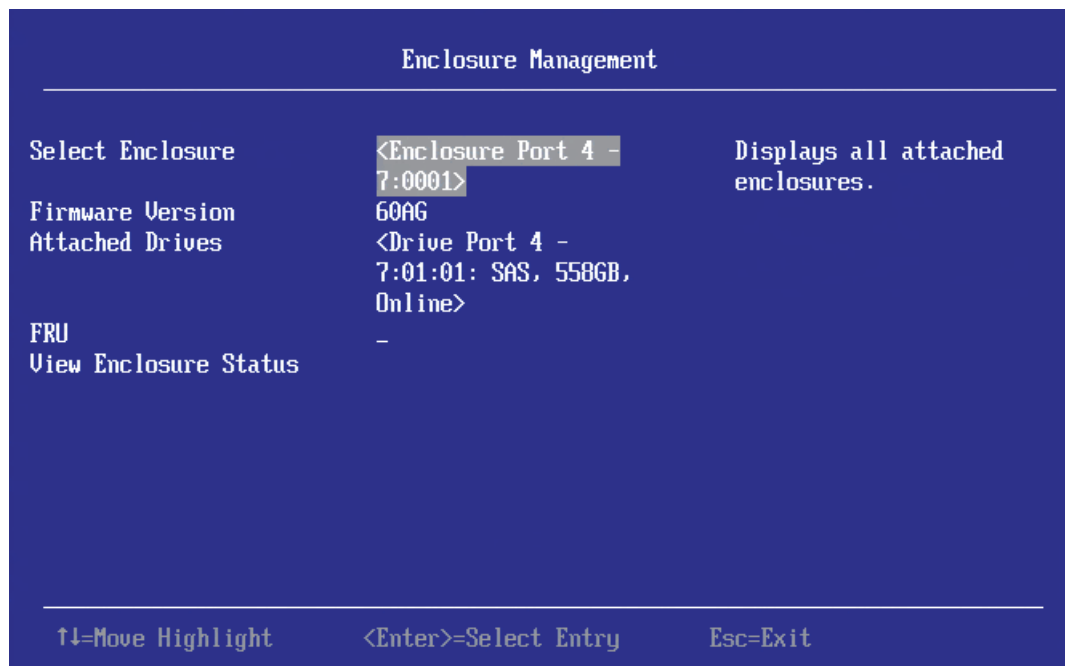 Enclosure Management
Select Enclosure <Enclosure Port 4 - Displays all attached
7:0001> enclosures.
Firmware Version 60AG
Attached Drives <Drive Port 4 -
7:01:01: SAS, 558GB,
Online>
FRU _
View Enclosure Status
↑↓=Move Highlight <Enter>=Select Entry Esc=Exit